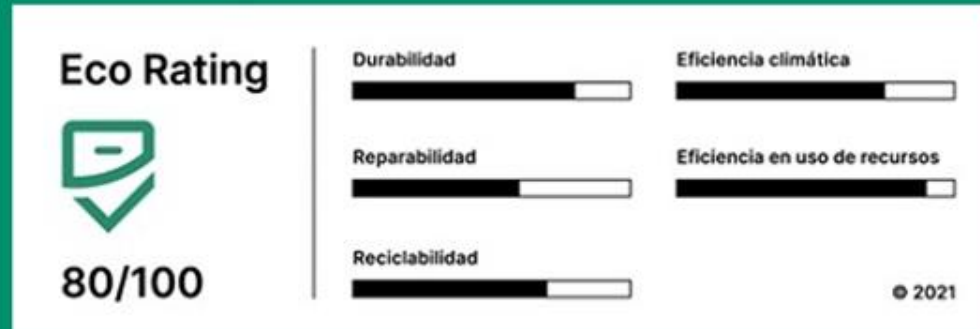 Eco Rating
80/100
Durabilidad
Reparabilidad
Reciclabilidad
Eficiencia climática
Eficiencia en uso de recursos
© 2021